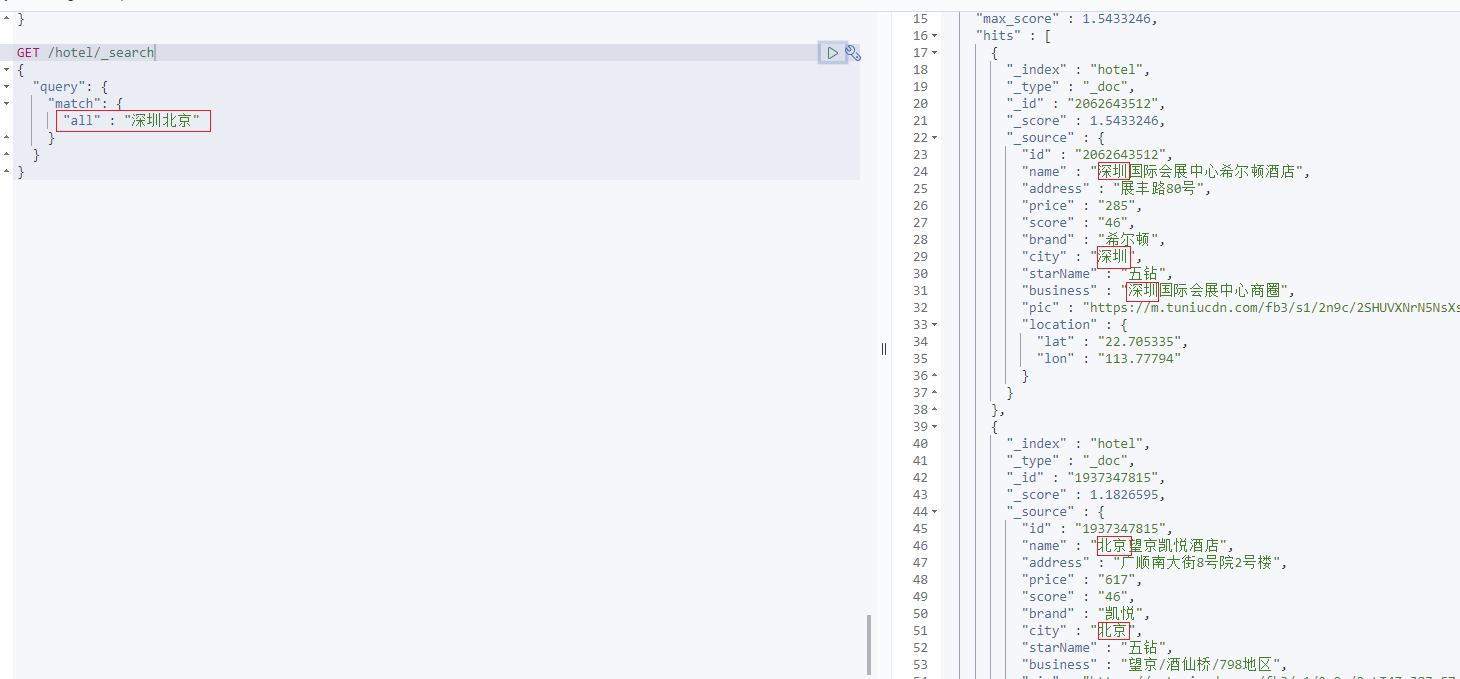 }
GET /hotel/_search
{
"query": {
"match": {
"all" : "深圳北京"
}
}
}
15 "max_score" : 1.5433246,
16 "hits" : [
17 {
18 "_index" : "hotel",
19 "_type" : "_doc",
20 "_id" : "2062643512",
21 "_score" : 1.5433246,
22 "_source" : {
23 "id" : "2062643512",
24 "name" : "深圳国际会展中心希尔顿酒店",
25 "address" : "展丰路80号",
26 "price" : "285",
27 "score" : "46",
28 "brand" : "希尔顿",
29 "city" : "深圳",
30 "starName" : "五钻",
31 "business" : "深圳国际会展中心商圈",
32 "pic" : "https://m.tuniucdn.com/fb3/s1/2n9c/2SHUVXNrN5NsXs
33 "location" : {
34 "lat" : "22.705335",
35 "lon" : "113.77794"
36 }
37 }
38 },
39 {
40 "_index" : "hotel",
41 "_type" : "_doc",
42 "_id" : "1937347815",
43 "_score" : 1.1826595,
44 "_source" : {
45 "id" : "1937347815",
46 "name" : "北京望京凯悦酒店",
47 "address" : "广顺南大街8号院2号楼",
48 "price" : "617",
49 "score" : "46",
50 "brand" : "凯悦",
51 "city" : "北京",
52 "starName" : "五钻",
53 "business" : "望京/酒仙桥/798地区",